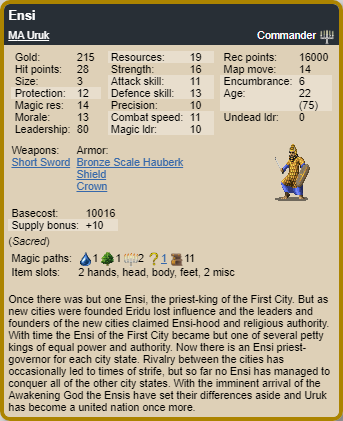 Ensi
MA Uruk Commander
Gold: 215 Resources: 19 Rec points: 16000
Hit points: 28 Strength: 16 Map move: 14
Size: 3 Attack skill: 11 Encumbrance: 6
Protection: 12 Defence skill: 13 Age: 22
Magic res: 14 Precision: 10 (75)
Morale: 13 Combat speed: 11 Undead ldr: 0
Leadership: 80 Magic ldr: 10
Weapons: Armor:
Short Sword Bronze Scale Hauberk
Shield
Crown
Basecost: 10016
Supply bonus: +10
(Sacred)
Magic paths: 1 1 2 ? 1 11
Item slots: 2 hands, head, body, feet, 2 misc
Once there was but one Ensi, the priest-king of the First City. But as
new cities were founded Eridu lost influence and the leaders and
founders of the new cities claimed Ensi-hood and religious authority.
With time the Ensi of the First City became but one of several petty
kings of equal power and authority. Now there is an Ensi priest-
governor for each city state. Rivalry between the cities has
occasionally led to times of strife, but so far no Ensi has managed to
conquer all of the other city states. With the imminent arrival of the
Awakening God the Ensis have set their differences aside and Uruk
has become a united nation once more.